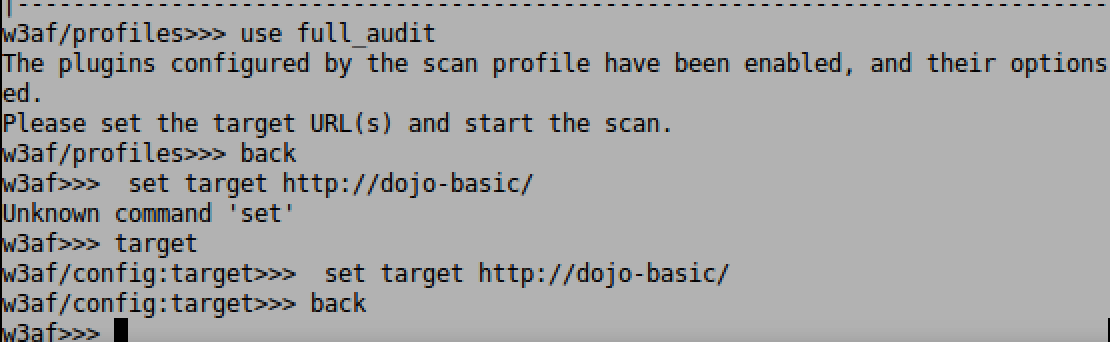 |------------------------------------------------------------------------------
w3af/profiles>>> use full_audit
The plugins configured by the scan profile have been enabled, and their options
ed.
Please set the target URL(s) and start the scan.
w3af/profiles>>> back
w3af>>>  set target http://dojo-basic/
Unknown command 'set'
w3af>>> target
w3af/config:target>>>  set target http://dojo-basic/
w3af/config:target>>> back
w3af>>>